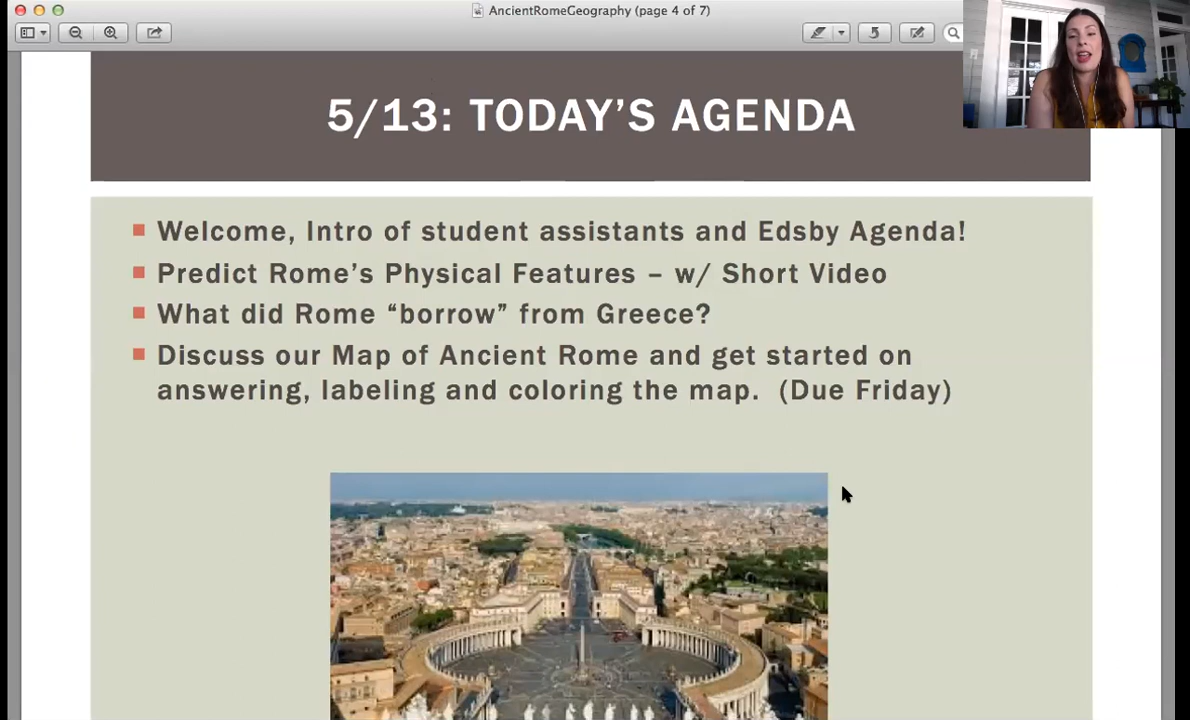 AncientRomeGeography (page 4 of 7)
5/13: TODAY'S AGENDA
Welcome, Intro of student assistants and Edsby Agenda!
Predict Rome's Physical Features – w/ Short Video
What did Rome “borrow” from Greece?
Discuss our Map of Ancient Rome and get started on
answering, labeling and coloring the map. (Due Friday)